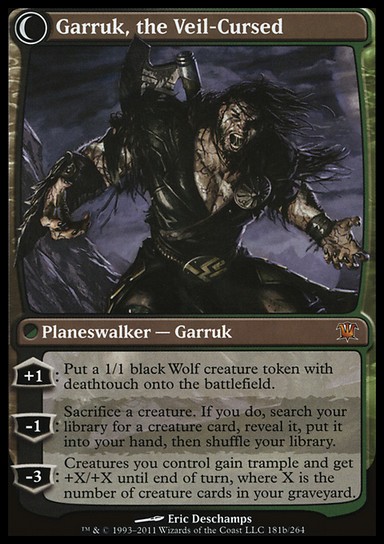 Garruk, the Veil-Cursed
Planeswalker — Garruk
+1 : Put a 1/1 black Wolf creature token with
deathtouch onto the battlefield.
-1 : Sacrifice a creature. If you do, search your
library for a creature card, reveal it, put it
into your hand, then shuffle your library.
-3 : Creatures you control gain trample and get
+X/+X until end of turn, where X is the
number of creature cards in your graveyard.
Eric Deschamps
™ & © 1993–2011 Wizards of the Coast LLC 181b/264